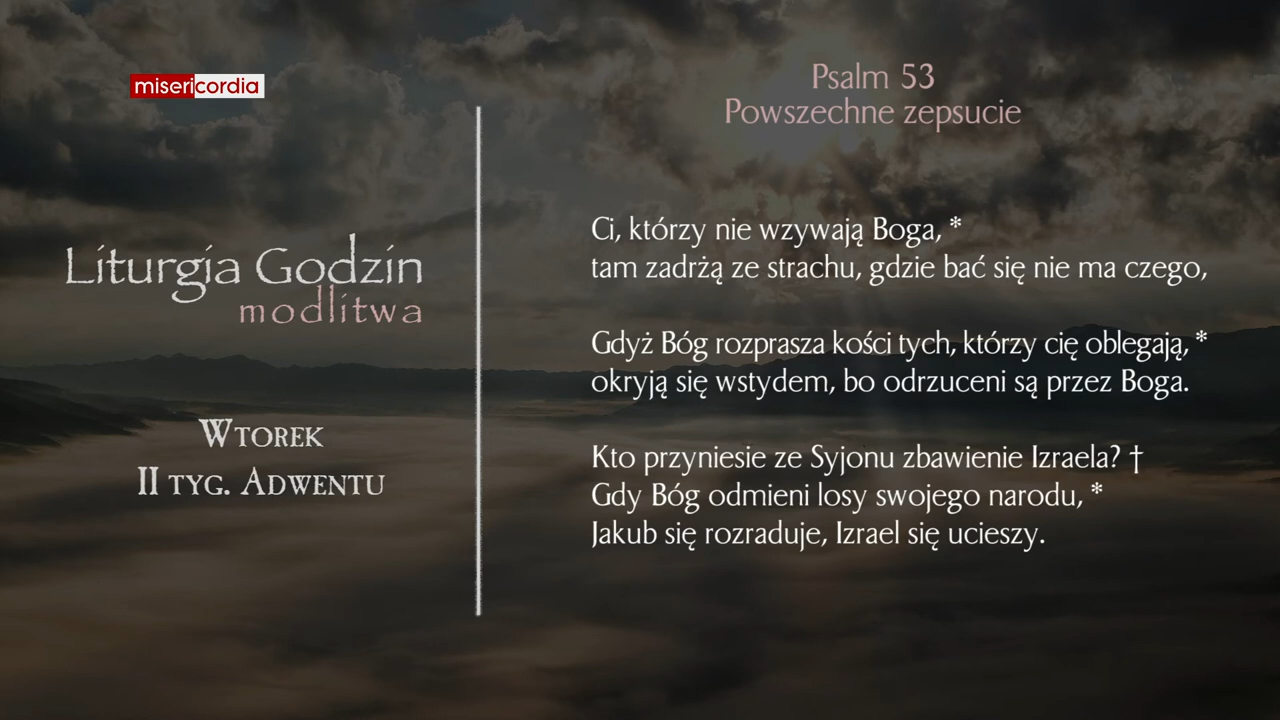 misericordia
Liturgia Godzin
modlitwa
Wtorek
II tyg. Adwentu
Psalm 53
Powszechne zepsucie
Ci, którzy nie wzywają Boga, *
tam zadrżą ze strachu, gdzie bać się nie ma czego,
Gdyż Bóg rozprasza kości tych, którzy cię oblegają, *
okryją się wstydem, bo odrzuceni są przez Boga.
Kto przyniesie ze Syjonu zbawienie Izraela? †
Gdy Bóg odmieni losy swojego narodu, *
Jakub się rozraduje, Izrael się ucieszy.